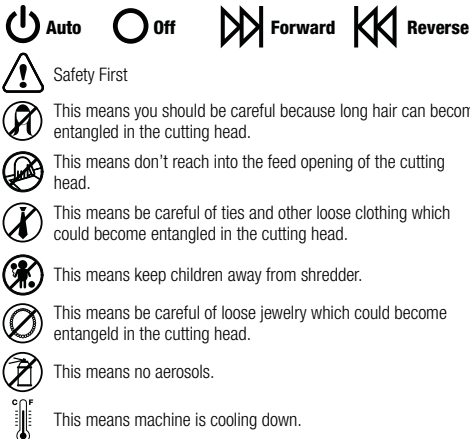 Auto Off Forward Reverse
Safety First
This means you should be careful because long hair can becom
entangled in the cutting head.
This means don't reach into the feed opening of the cutting
head.
This means be careful of ties and other loose clothing which
could become entangled in the cutting head.
This means keep children away from shredder.
This means be careful of loose jewelry which could become
entangeld in the cutting head.
This means no aerosols.
C F
This means machine is cooling down.